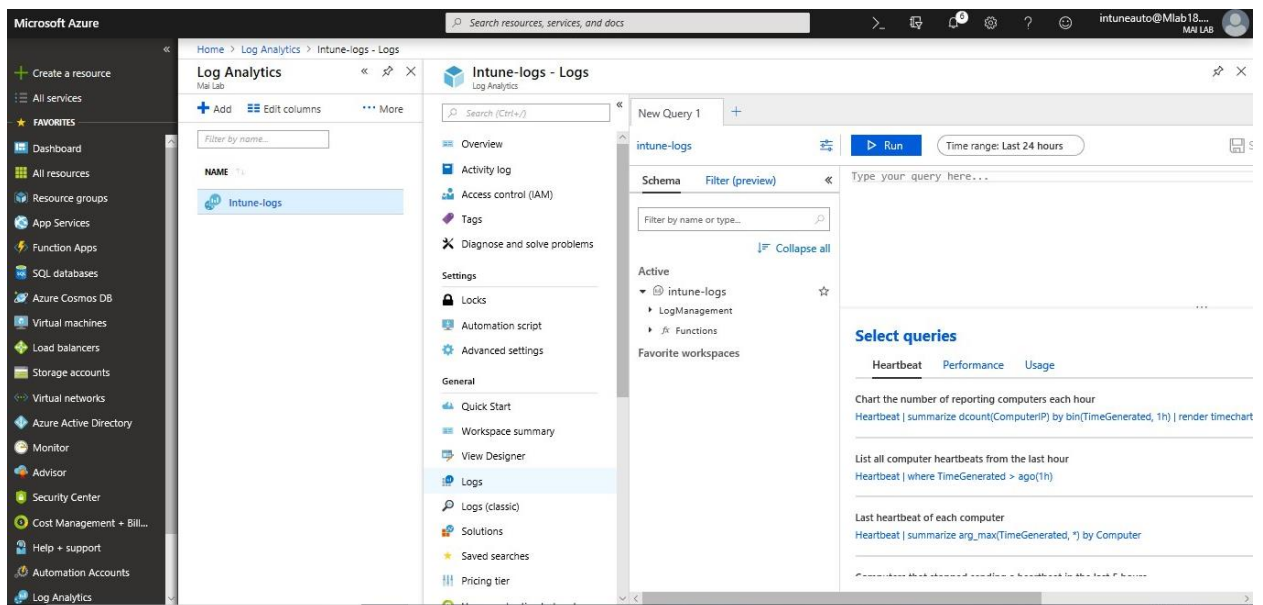 Microsoft Azure
Search resources, services, and docs
6
intuneauto@Mlab18....
MAI LAB
Home > Log Analytics > Intune-logs - Logs
Create a resource
All services
FAVORITES
Dashboard
All resources
Resource groups
App Services
Function Apps
SQL databases
Azure Cosmos DB
Virtual machines
Load balancers
Storage accounts
Virtual networks
Azure Active Directory
Monitor
Advisor
Security Center
Cost Management + Bill...
Help + support
Automation Accounts
Log Analytics
Log Analytics
Mai Lab
Add
Edit columns
More
Filter by name...
NAME
Intune-logs
Intune-logs - Logs
Log Analytics
Search (Ctrl+/)
Overview
Activity log
Access control (IAM)
Tags
Diagnose and solve problems
Settings
Locks
Automation script
Advanced settings
General
Quick Start
Workspace summary
View Designer
Logs
Logs (classic)
Solutions
Saved searches
Pricing tier
New Query 1
intune-logs
Run
Time range: Last 24 hours
Schema
Filter (preview)
Filter by name or type...
Collapse all
Active
intune-logs
LogManagement
fx Functions
Favorite workspaces
Type your query here...
Select queries
Heartbeat
Performance
Usage
Chart the number of reporting computers each hour
Heartbeat | summarize dcount(ComputerIP) by bin(TimeGenerated, 1h) | render timechart
List all computer heartbeats from the last hour
Heartbeat | where TimeGenerated > ago(1h)
Last heartbeat of each computer
Heartbeat | summarize arg_max(TimeGenerated, *) by Computer